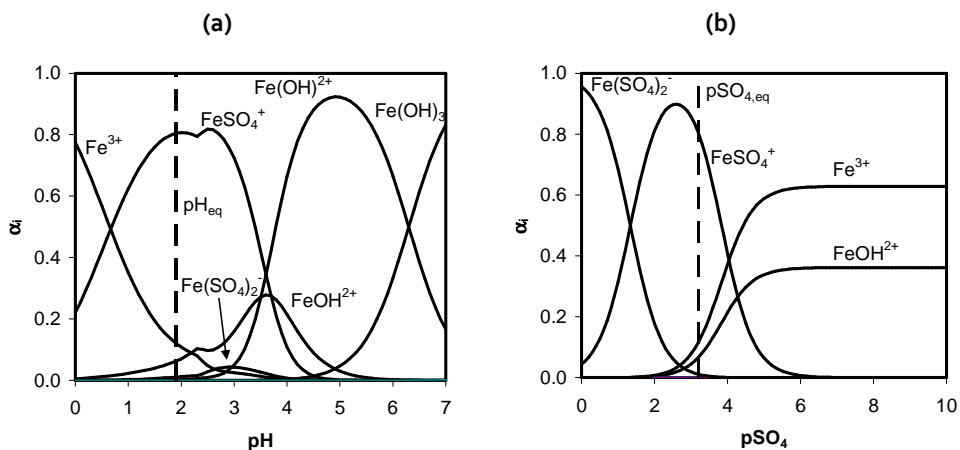 (a)
1.0
0.8
0.6
0.4
0.2
0.0
αi
Fe3+
FeSO4+
Fe(OH)2+
Fe(OH)3
pHeq
Fe(SO4)2-
FeOH2+
0 1 2 3 4 5 6 7
pH
(b)
1.0
0.8
0.6
0.4
0.2
0.0
αi
Fe(SO4)2-
pSO4,eq
FeSO4+
Fe3+
FeOH2+
0 2 4 6 8 10
pSO4